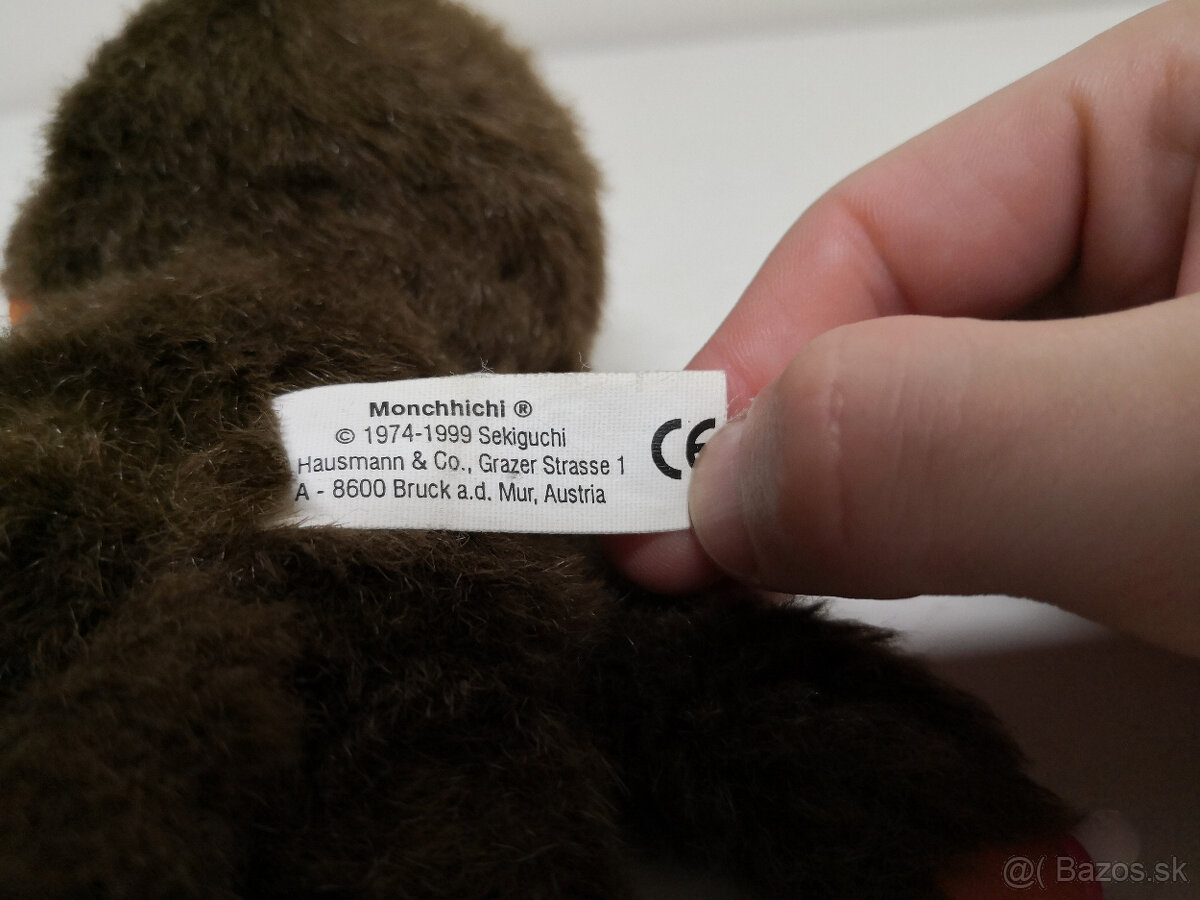 Monchhichi ®
© 1974-1999 Sekiguchi
Hausmann & Co., Grazer Strasse 1
A - 8600 Bruck a.d. Mur, Austria
CE
@( Bazos.sk